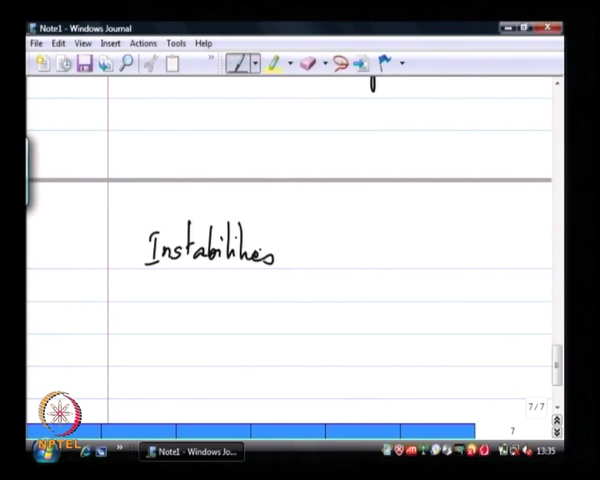 Note1 - Windows Journal
File Edit View Insert Actions Tools Help
Instabilities
7/7
7
NPTEL
Note1 - Windows Jo...
13:35